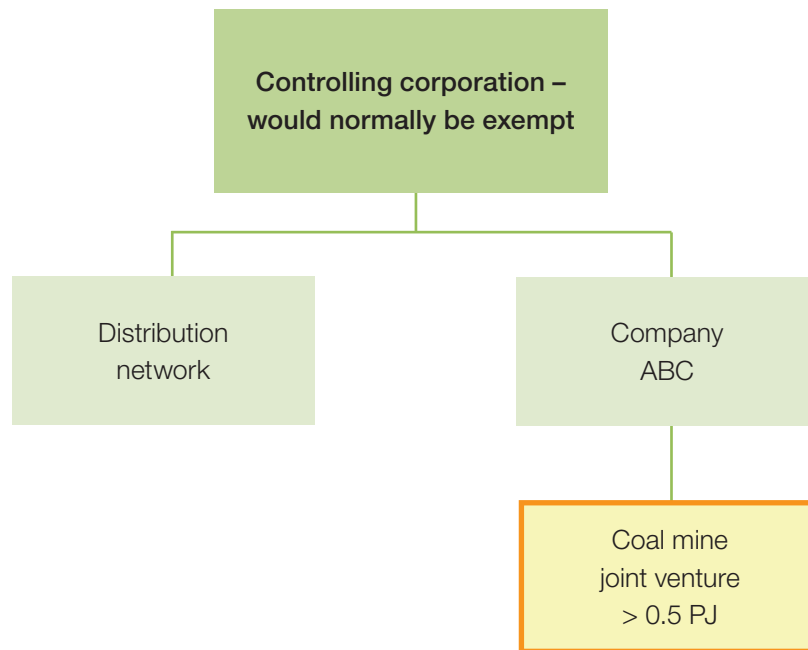 Controlling corporation –
would normally be exempt
Distribution
network
Company
ABC
Coal mine
joint venture
> 0.5 PJ